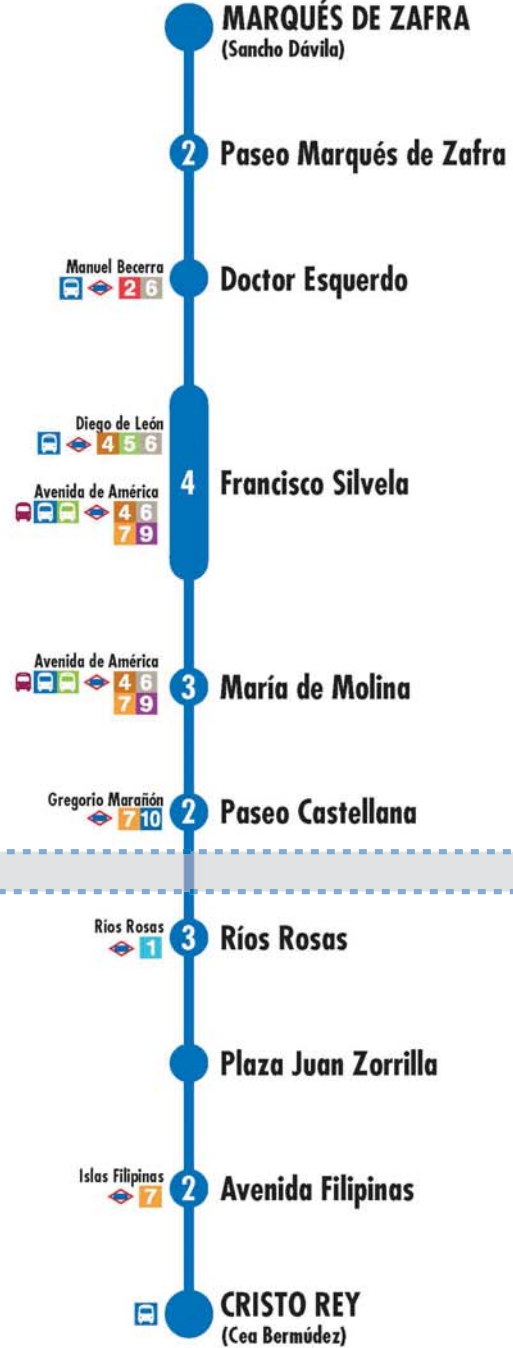 MARQUÉS DE ZAFRA
(Sancho Dávila)
2 Paseo Marqués de Zafra
Manuel Becerra
2 6
Doctor Esquerdo
Diego de León
4 5 6
Avenida de América
4 6
7 9
4 Francisco Silvela
Avenida de América
4 6
7 9
3 María de Molina
Gregorio Marañón
7 10
2 Paseo Castellana
Ríos Rosas
1
3 Ríos Rosas
Plaza Juan Zorrilla
Islas Filipinas
7
2 Avenida Filipinas
CRISTO REY
(Cea Bermúdez)